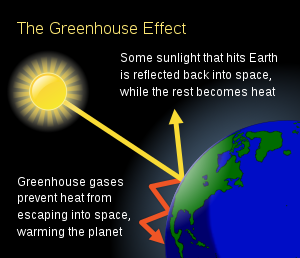 The Greenhouse Effect
Some sunlight that hits Earth
is reflected back into space,
while the rest becomes heat
Greenhouse gases
prevent heat from
escaping into space,
warming the planet